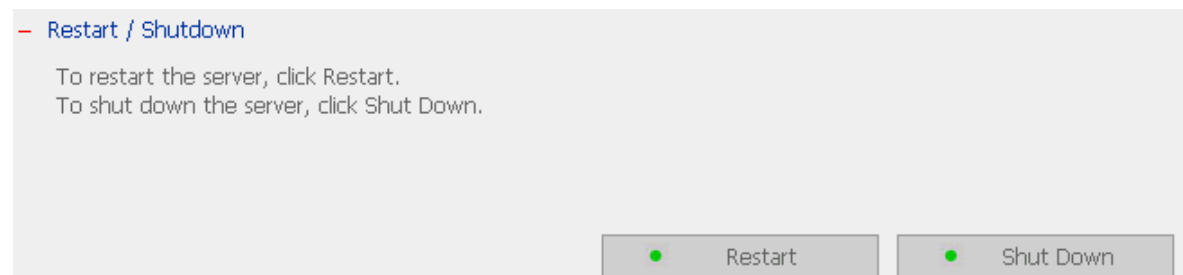 – Restart / Shutdown
To restart the server, click Restart.
To shut down the server, click Shut Down.
Restart
Shut Down